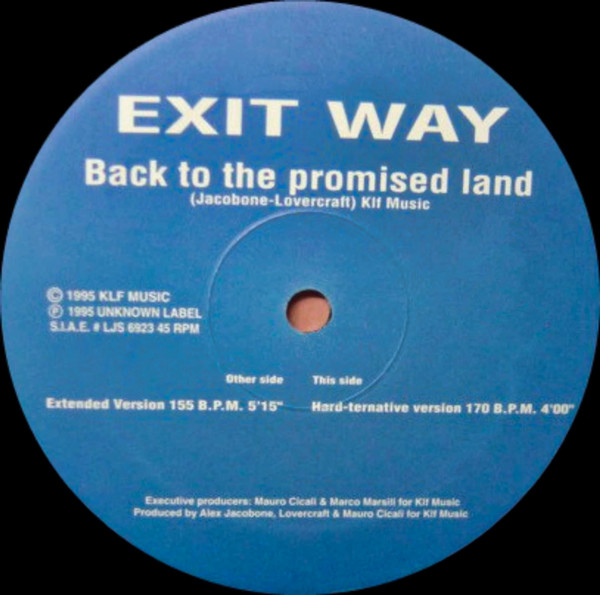 EXIT WAY
Back to the promised land
(Jacobone-Lovercraft) Klf Music
© 1995 KLF MUSIC
℗ 1995 UNKNOWN LABEL
S.I.A.E. # LJS 6923 45 RPM
Other side This side
Extended Version 155 B.P.M. 5'15" Hard-ternative version 170 B.P.M. 4'00"
Executive producers: Mauro Cicali & Marco Marsili for Klf Music
Produced by Alex Jacobone, Lovercraft & Mauro Cicali for Klf Music